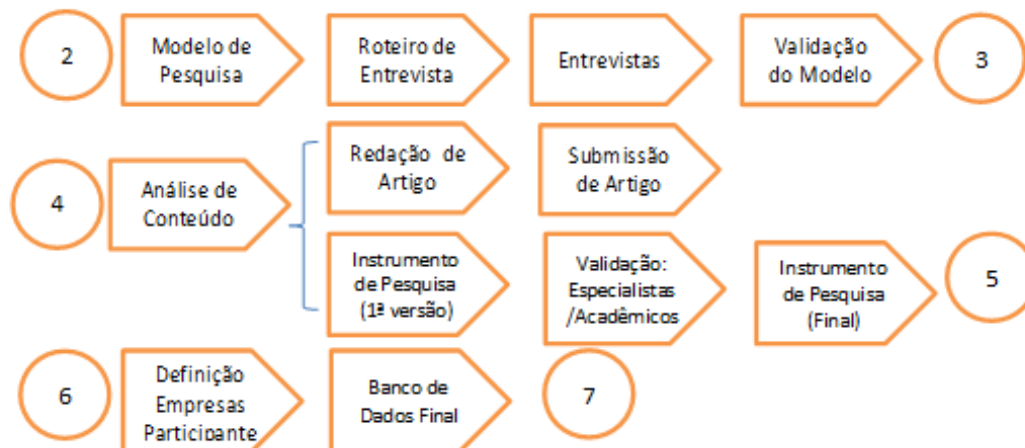 2
Modelo de
Pesquisa
Roteiro de
Entrevista
Entrevistas
Validação
do Modelo
3
4
Análise de
Conteúdo
Redação de
Artigo
Submissão
de Artigo
Instrumento
de Pesquisa
(1ª versão)
Validação:
Especialistas
/Acadêmicos
Instrumento
de Pesquisa
(Final)
5
6
Definição
Empresas
Participante
Banco de
Dados Final
7